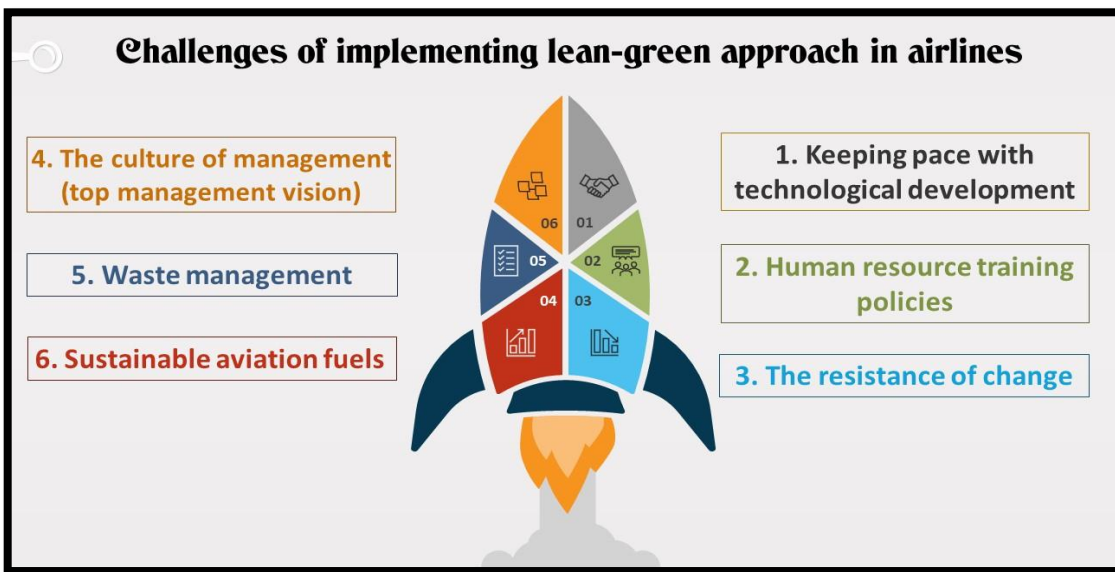 Challenges of implementing lean-green approach in airlines
4. The culture of management
(top management vision)
5. Waste management
6. Sustainable aviation fuels
06
01
05
02
04
03
1. Keeping pace with
technological development
2. Human resource training
policies
3. The resistance of change